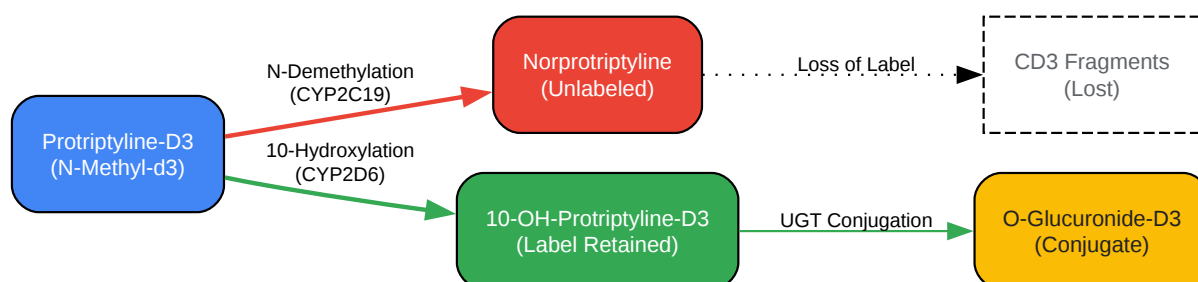 Protriptyline-D3
(N-Methyl-d3)
N-Demethylation
(CYP2C19)
10-Hydroxylation
(CYP2D6)
Norprotriptyline
(Unlabeled)
Loss of Label
CD3 Fragments
(Lost)
10-OH-Protriptyline-D3
(Label Retained)
UGT Conjugation
O-Glucuronide-D3
(Conjugate)